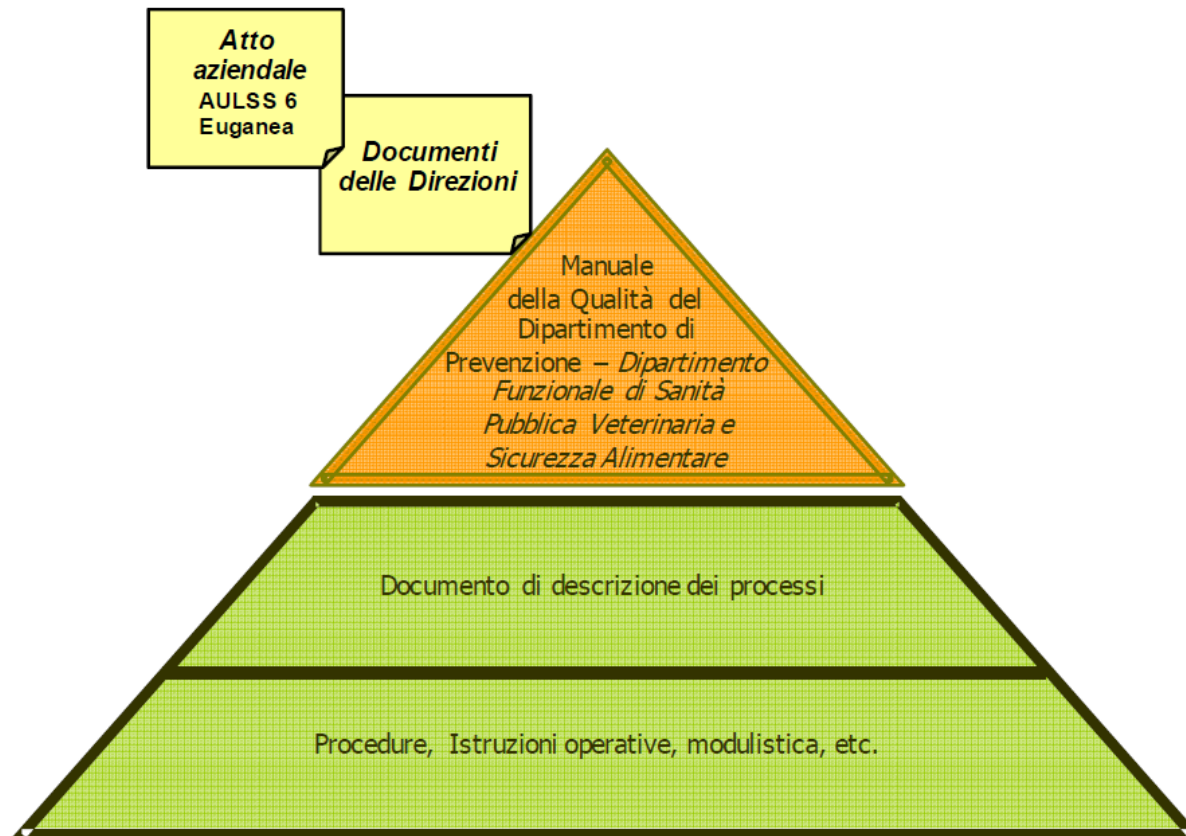 Atto
aziendale
AULSS 6
Euganea
Documenti
delle Direzioni
Manuale
della Qualità del
Dipartimento di
Prevenzione – Dipartimento
Funzionale di Sanità
Pubblica Veterinaria e
Sicurezza Alimentare
Documento di descrizione dei processi
Procedure, Istruzioni operative, modulistica, etc.